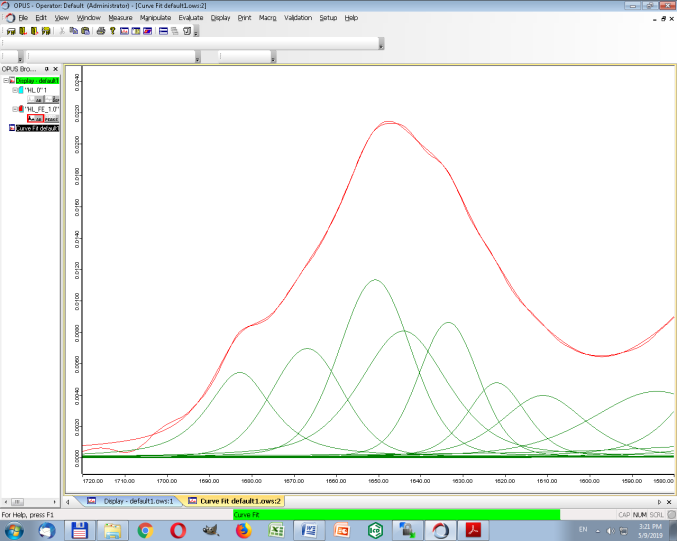 OPUS - Operator: Default (Administrator) - [Curve Fit default1.ows:2]
File Edit View Window Measure Manipulate Evaluate Display Print Macro Validation Setup Help
OPUS Bro...
Display - default1
"HL.0" 1
"HL_FE_1.0"
Curve Fit default1
0.0240
0.0220
0.0200
0.0180
0.0160
0.0140
0.0120
0.0100
0.0080
0.0060
0.0040
0.0020
0.0000
1720.00 1710.00 1700.00 1690.00 1680.00 1670.00 1660.00 1650.00 1640.00 1630.00 1620.00 1610.00 1600.00 1590.00
Display - default1.ows:1 Curve Fit default1.ows:2
For Help, press F1 Curve Fit CAP NUM SCRL
EN 3:21 PM
5/9/2019